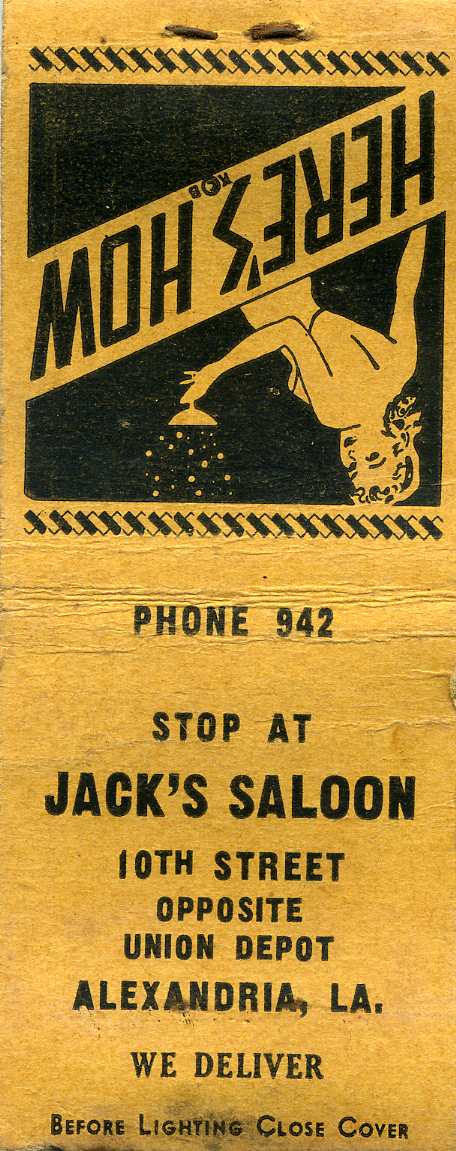 HERE'S HOW
PHONE 942
STOP AT
JACK'S SALOON
10TH STREET
OPPOSITE
UNION DEPOT
ALEXANDRIA, LA.
WE DELIVER
BEFORE LIGHTING CLOSE COVER